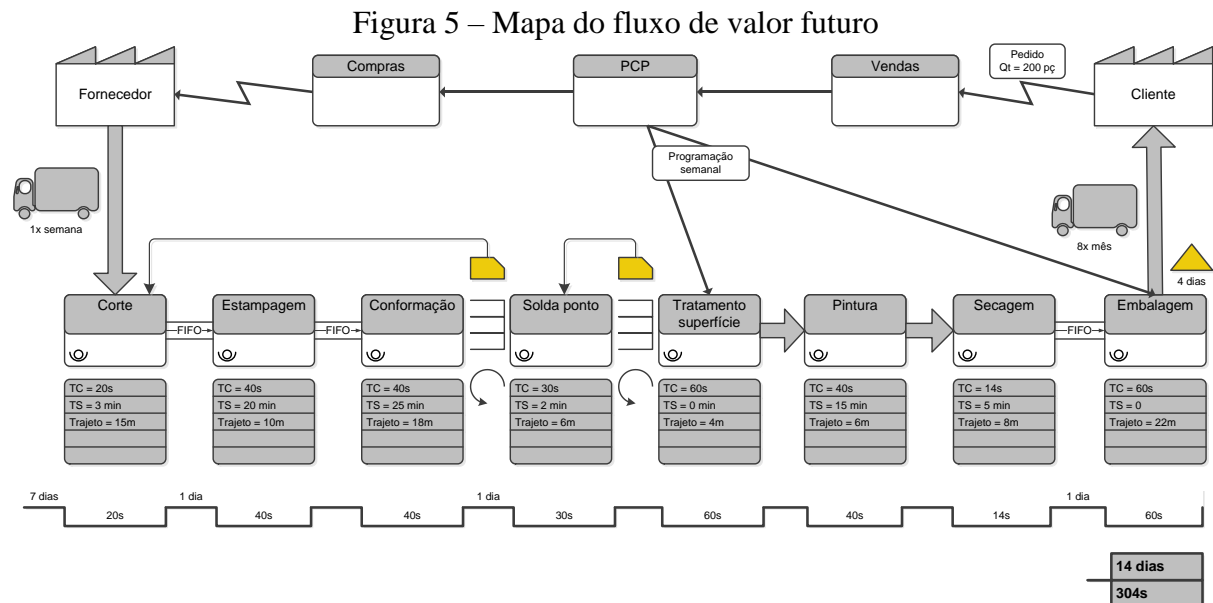 Figura 5 – Mapa do fluxo de valor futuro
Fornecedor
Compras
PCP
Vendas
Pedido
Qt = 200 pç
Cliente
Programação
semanal
1x semana
8x mês
4 dias
Corte
FIFO
Estampagem
FIFO
Conformação
Solda ponto
Tratamento
superfície
Pintura
Secagem
FIFO
Embalagem
TC = 20s
TS = 3 min
Trajeto = 15m
TC = 40s
TS = 20 min
Trajeto = 10m
TC = 40s
TS = 25 min
Trajeto = 18m
TC = 30s
TS = 2 min
Trajeto = 6m
TC = 60s
TS = 0 min
Trajeto = 4m
TC = 40s
TS = 15 min
Trajeto = 6m
TC = 14s
TS = 5 min
Trajeto = 8m
TC = 60s
TS = 0
Trajeto = 22m
7 dias
20s
1 dia
40s
40s
1 dia
30s
60s
40s
14s
1 dia
60s
14 dias
304s